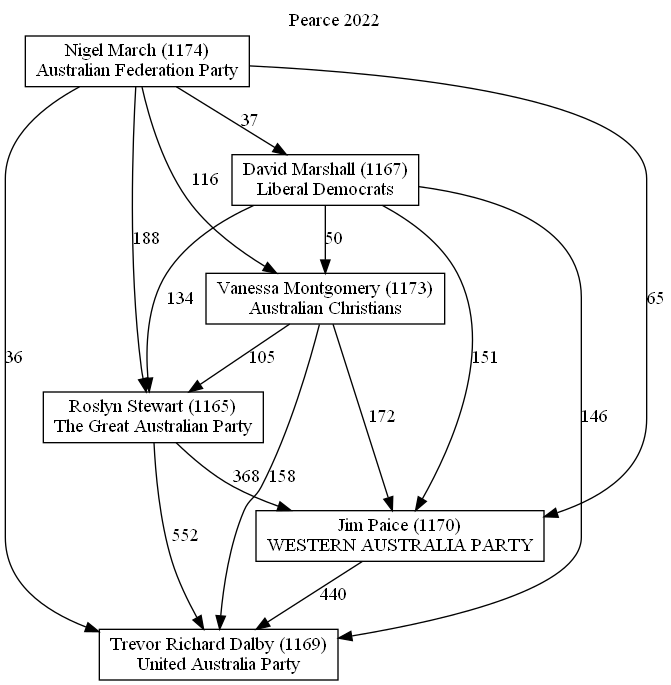 Pearce 2022
Nigel March (1174)
Australian Federation Party
37
David Marshall (1167)
Liberal Democrats
116
188
50
Vanessa Montgomery (1173)
Australian Christians
134
65
36
105
151
Roslyn Stewart (1165)
The Great Australian Party
172
146
368
158
Jim Paice (1170)
WESTERN AUSTRALIA PARTY
552
440
Trevor Richard Dalby (1169)
United Australia Party